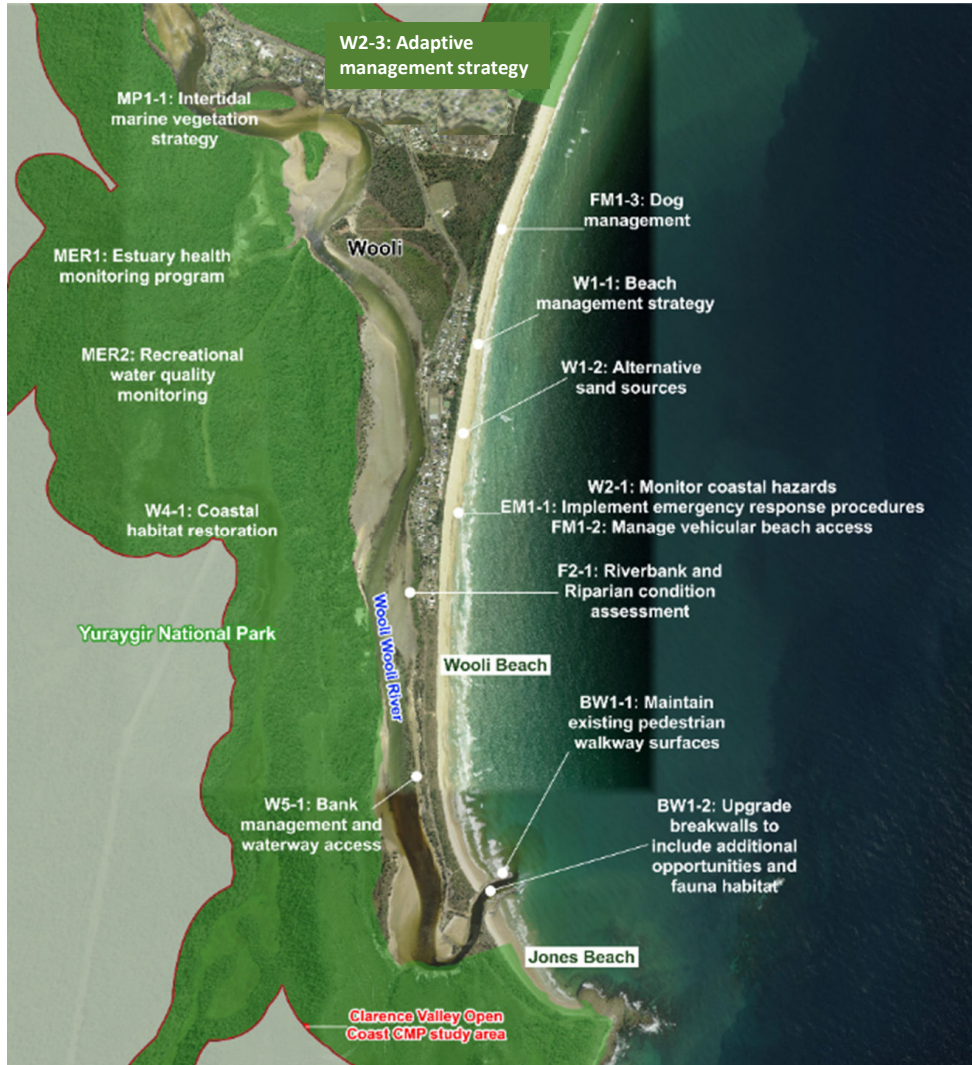 W2-3: Adaptive
management strategy
MP1-1: Intertidal
marine vegetation
strategy
FM1-3: Dog
management
Wooli
MER1: Estuary health
monitoring program
W1-1: Beach
management strategy
MER2: Recreational
water quality
monitoring
W1-2: Alternative
sand sources
W2-1: Monitor coastal hazards
EM1-1: Implement emergency response procedures
FM1-2: Manage vehicular beach access
W4-1: Coastal
habitat restoration
F2-1: Riverbank and
Riparian condition
assessment
Yuraygir National Park
Wooli Wooli River
Wooli Beach
BW1-1: Maintain
existing pedestrian
walkway surfaces
W5-1: Bank
management and
waterway access
BW1-2: Upgrade
breakwalls to
include additional
opportunities and
fauna habitat
Jones Beach
Clarence Valley Open
Coast CMP study area